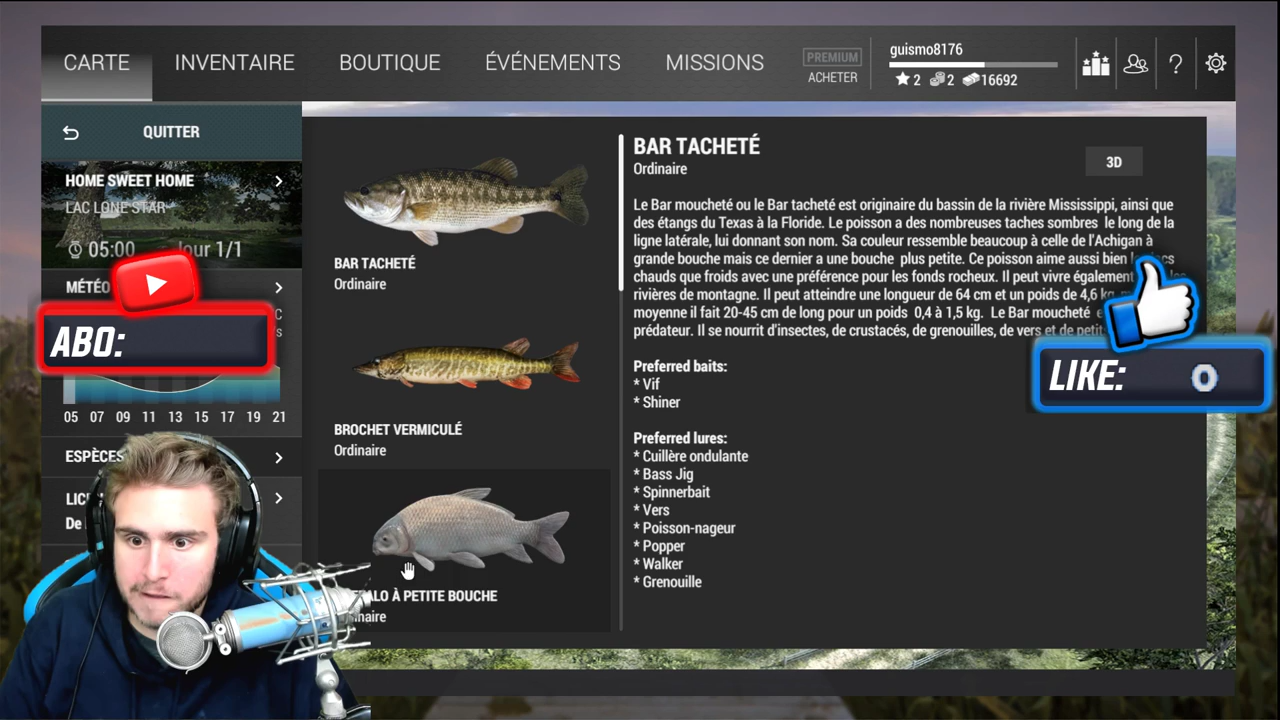 CARTE INVENTAIRE BOUTIQUE ÉVÉNEMENTS MISSIONS PREMIUM ACHETER
guismo8176
2 2 16692
QUITTER
HOME SWEET HOME
LAC LONE STAR
05:00 Jour 1/1
MÉTÉO
ABO:
05 07 09 11 13 15 17 19 21
ESPÈCES
De
BAR TACHETÉ
Ordinaire
BROCHET VERMICULÉ
Ordinaire
À PETITE BOUCHE
BAR TACHETÉ
Ordinaire
3D
Le Bar moucheté ou le Bar tacheté est originaire du bassin de la rivière Mississippi, ainsi que
des étangs du Texas à la Floride. Le poisson a des nombreuses taches sombres le long de la
ligne latérale, lui donnant son nom. Sa couleur ressemble beaucoup à celle de l'Achigan à
grande bouche mais ce dernier a une bouche plus petite. Ce poisson aime aussi bien
chauds que froids avec une préférence pour les fonds rocheux. Il peut vivre également
rivières de montagne. Il peut atteindre une longueur de 64 cm et un poids de 4,6 kg
moyenne il fait 20-45 cm de long pour un poids 0,4 à 1,5 kg. Le Bar moucheté
prédateur. Il se nourrit d'insectes, de crustacés, de grenouilles, de vers et de
LIKE: 0
Preferred baits:
* Vif
* Shiner
Preferred lures:
* Cuillère ondulante
* Bass Jig
* Spinnerbait
* Vers
* Poisson-nageur
* Popper
* Walker
* Grenouille